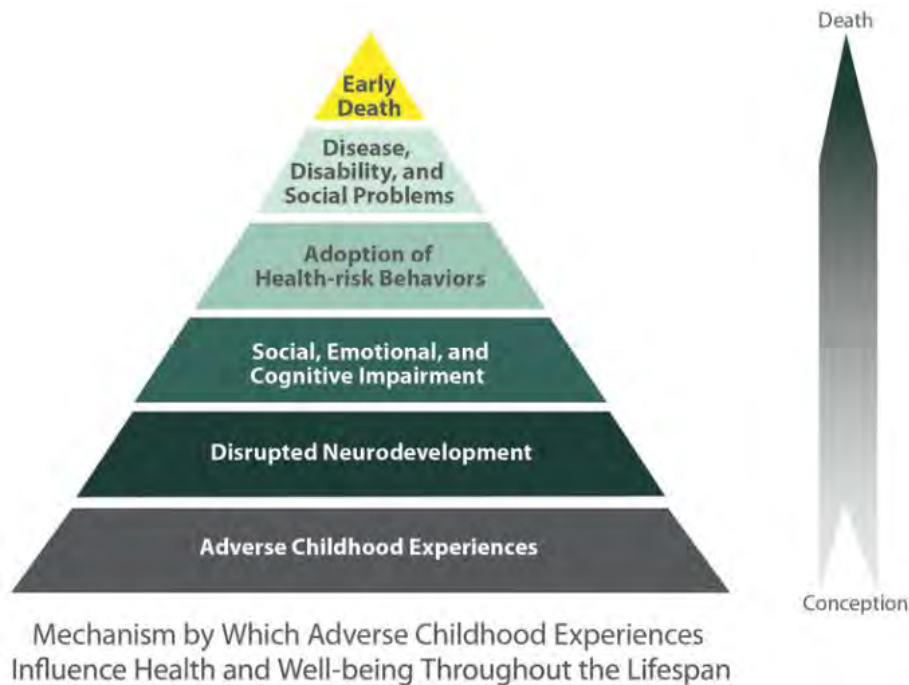 Death
Early
Death
Disease,
Disability, and
Social Problems
Adoption of
Health-risk Behaviors
Social, Emotional, and
Cognitive Impairment
Disrupted Neurodevelopment
Adverse Childhood Experiences
Conception
Mechanism by Which Adverse Childhood Experiences
Influence Health and Well-being Throughout the Lifespan